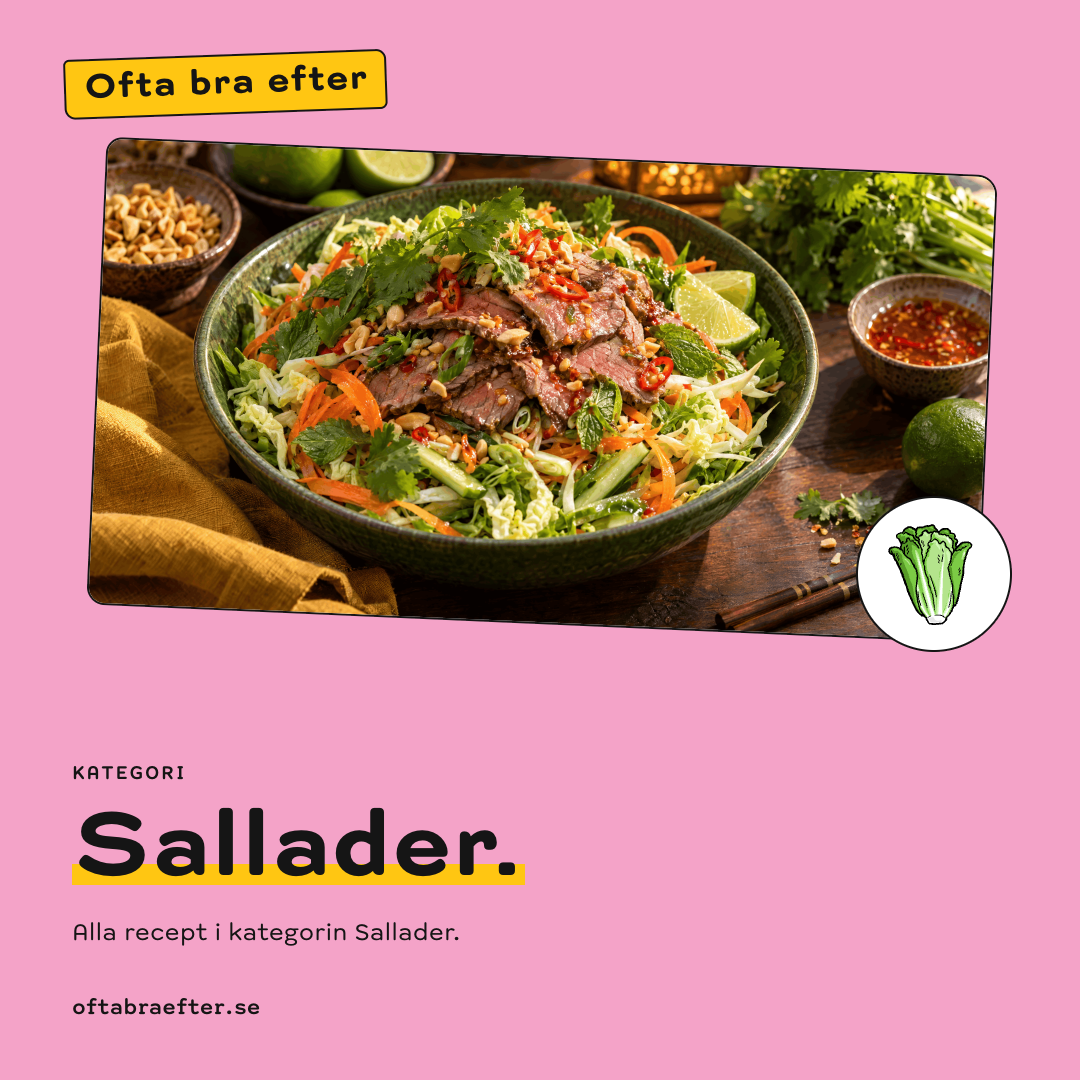 Ofta bra efter
KATEGORI
Sallader.
Alla recept i kategorin Sallader.
oftabraefter.se